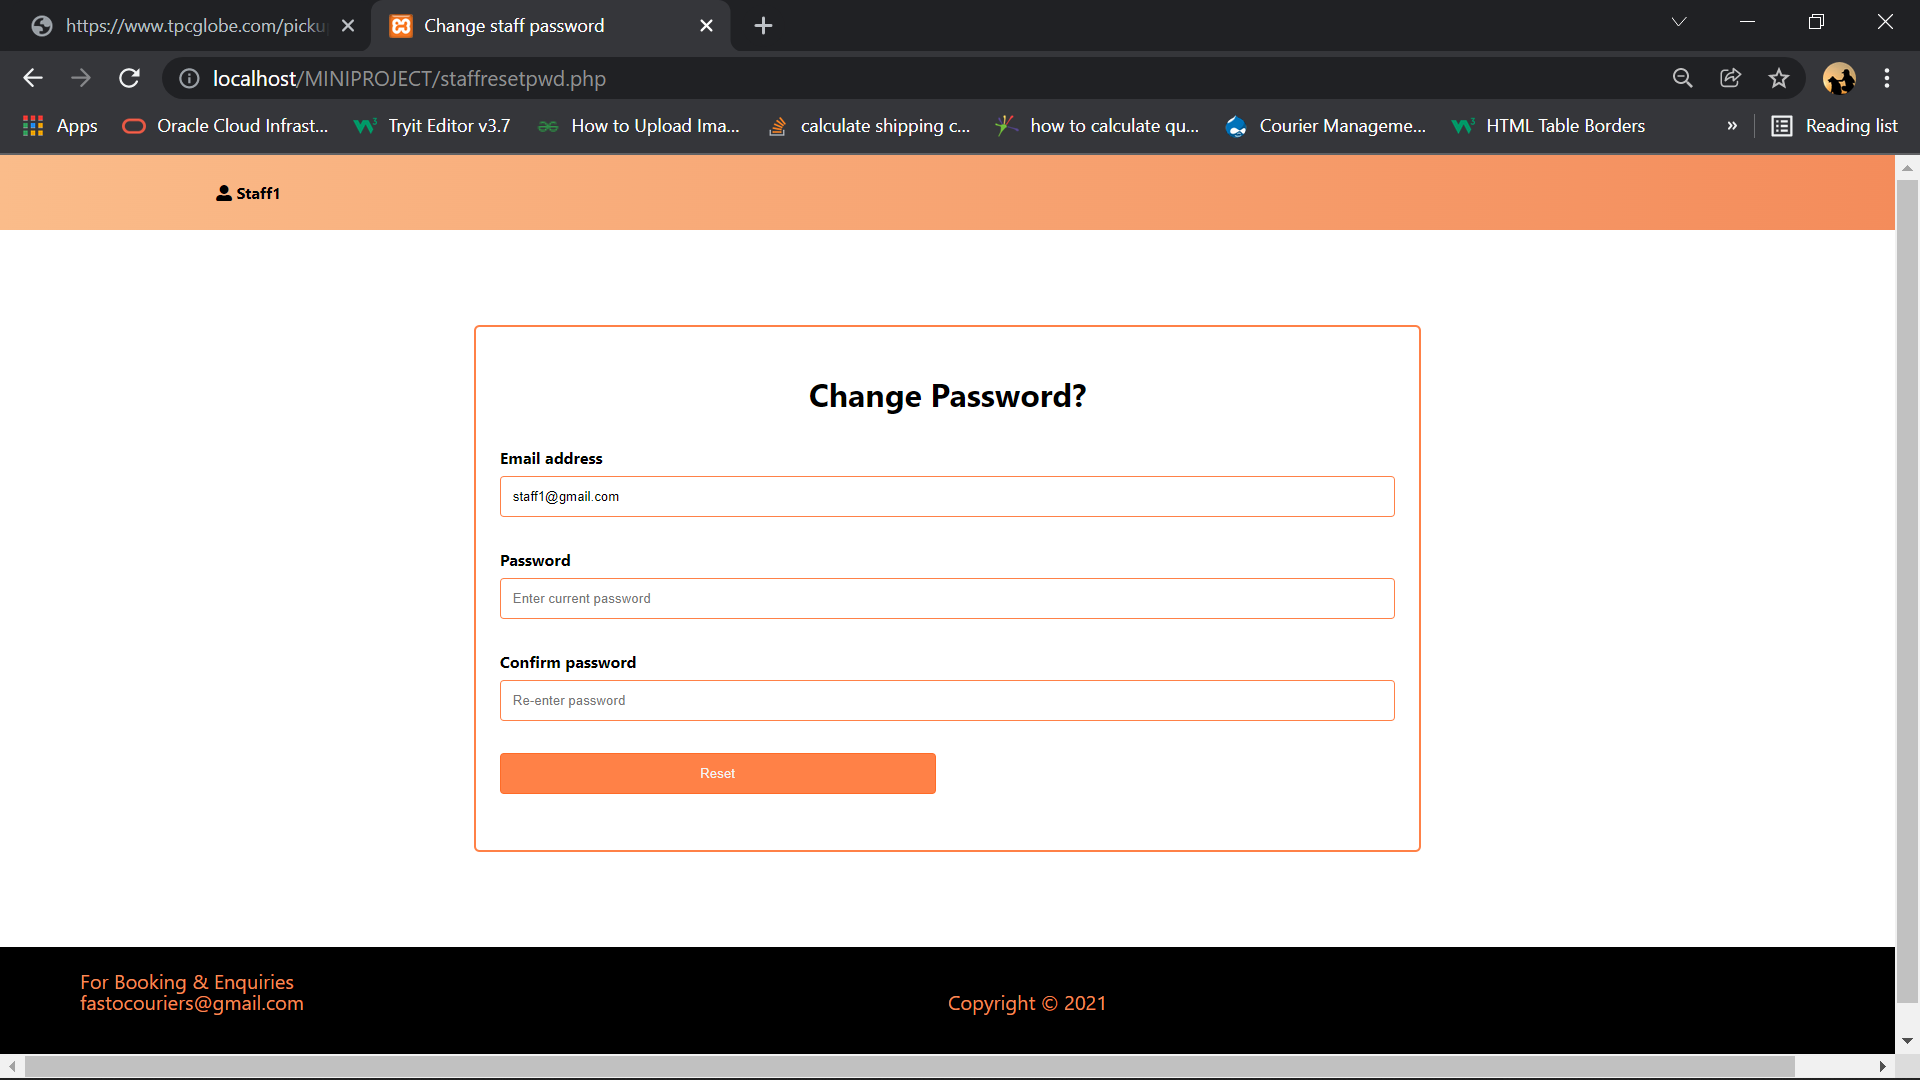 https://www.tpcglobe.com/picku
Change staff password
localhost/MINIPROJECT/staffresetpwd.php
Apps
Oracle Cloud Infrast...
Tryit Editor v3.7
How to Upload Ima...
calculate shipping c...
how to calculate qu...
Courier Manageme...
HTML Table Borders
»
Reading list
Staff1
Change Password?
Email address
staff1@gmail.com
Password
Enter current password
Confirm password
Re-enter password
Reset
For Booking & Enquiries
fastocouriers@gmail.com
Copyright © 2021